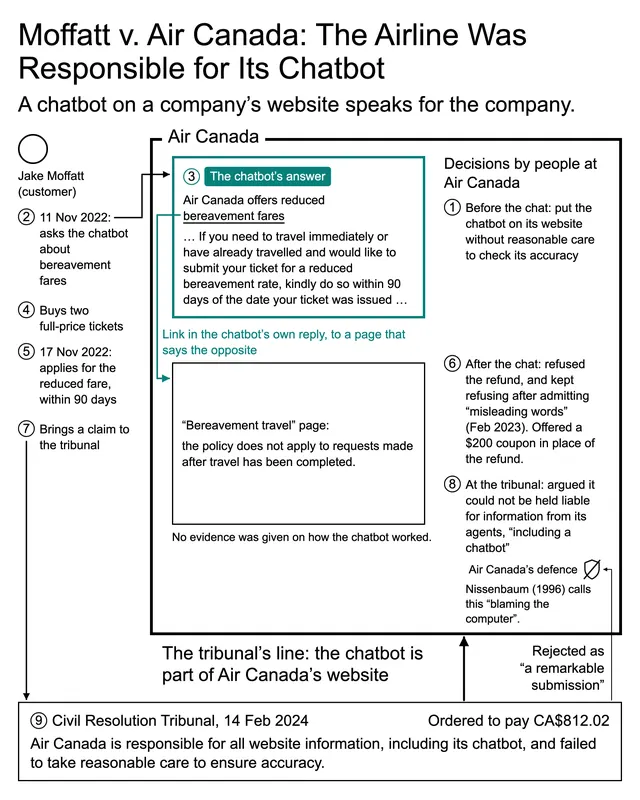 Moffatt v. Air Canada: The Airline Was
Responsible for Its Chatbot
A chatbot on a company’s website speaks for the company.
Jake Moffatt
(customer)
② 11 Nov 2022:
asks the chatbot
about
bereavement
fares
④ Buys two
full-price tickets
⑤ 17 Nov 2022:
applies for the
reduced fare,
within 90 days
⑦ Brings a claim to
the tribunal
Air Canada
③ The chatbot’s answer
Air Canada offers reduced
bereavement fares
… If you need to travel immediately or
have already travelled and would like to
submit your ticket for a reduced
bereavement rate, kindly do so within 90
days of the date your ticket was issued …
Link in the chatbot’s own reply, to a page that
says the opposite
“Bereavement travel” page:
the policy does not apply to requests made
after travel has been completed.
No evidence was given on how the chatbot worked.
Decisions by people at
Air Canada
① Before the chat: put the
chatbot on its website
without reasonable care
to check its accuracy
⑥ After the chat: refused
the refund, and kept
refusing after admitting
“misleading words”
(Feb 2023). Offered a
$200 coupon in place of
the refund.
⑧ At the tribunal: argued it
could not be held liable
for information from its
agents, “including a
chatbot”
Air Canada’s defence
Nissenbaum (1996) calls
this “blaming the
computer”.
The tribunal’s line: the chatbot is
part of Air Canada’s website
Rejected as
“a remarkable
submission”
⑨ Civil Resolution Tribunal, 14 Feb 2024
Ordered to pay CA$812.02
Air Canada is responsible for all website information, including its chatbot, and failed
to take reasonable care to ensure accuracy.